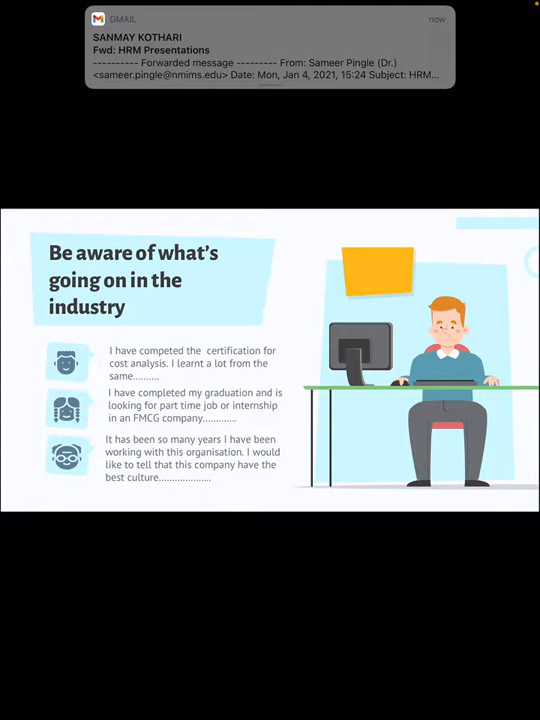 GMAIL
now
SANMAY KOTHARI
Fwd: HRM Presentations
---------- Forwarded message --------- From: Sameer Pingle (Dr.)
<sameer.pingle@nmims.edu> Date: Mon, Jan 4, 2021, 15:24 Subject: HRM...
Be aware of what's
going on in the
industry
I have competed the certification for
cost analysis. I learnt a lot from the
same..........
I have completed my graduation and is
looking for part time job or internship
in an FMCG company.............
It has been so many years I have been
working with this organisation. I would
like to tell that this company have the
best culture....................